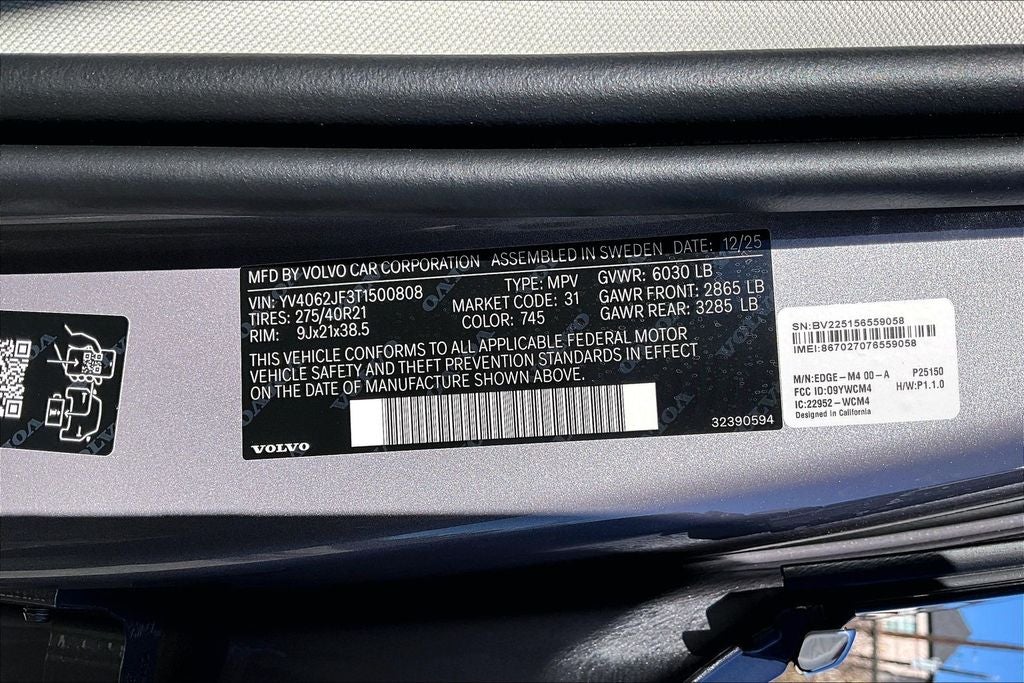 MFD BY VOLVO CAR CORPORATION ASSEMBLED IN SWEDEN DATE: 12/25
VIN: YV4062JF3T1500808 TYPE: MPV GVWR: 6030 LB
TIRES: 275/40R21 MARKET CODE: 31 GAWR FRONT: 2865 LB
RIM: 9Jx21x38.5 COLOR: 745 GAWR REAR: 3285 LB
THIS VEHICLE CONFORMS TO ALL APPLICABLE FEDERAL MOTOR
VEHICLE SAFETY AND THEFT PREVENTION STANDARDS IN EFFECT
ON THE DATE OF MANUFACTURE SHOWN ABOVE.
VOLVO
32390594
SN:BV225156559058
IMEI:867027076559058
M/N:EDGE-M4 00-A P25150
FCC ID:O9YWCM4 H/W:P1.1.0
IC:22952-WCM4
Designed in California